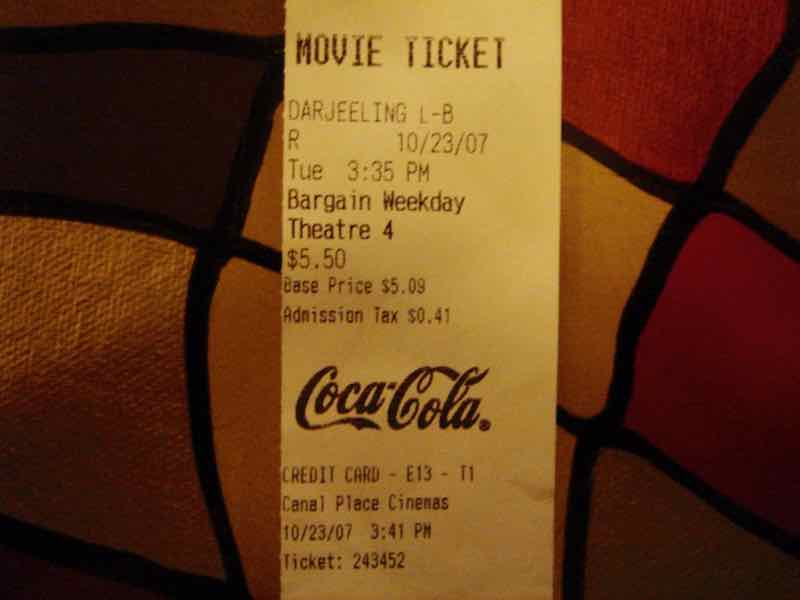 MOVIE TICKET
DARJEELING L-B
R 10/23/07
Tue 3:35 PM
Bargain Weekday
Theatre 4
$5.50
Base Price $5.09
Admission Tax $0.41
Coca-Cola®
CREDIT CARD - E13 - T1
Canal Place Cinemas
10/23/07 3:41 PM
Ticket: 243452